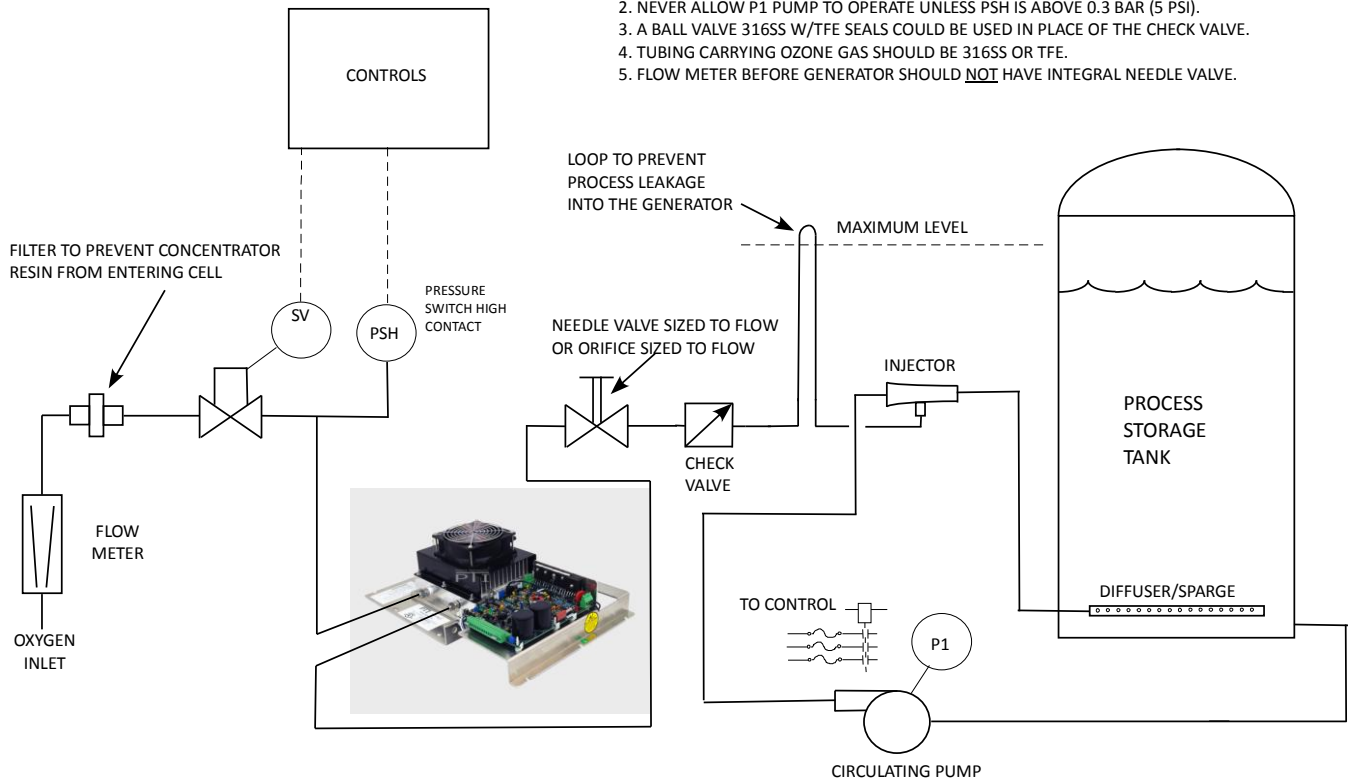 2. NEVER ALLOW P1 PUMP TO OPERATE UNLESS PSH IS ABOVE 0.3 BAR (5 PSI).
3. A BALL VALVE 316SS W/TFE SEALS COULD BE USED IN PLACE OF THE CHECK VALVE.
4. TUBING CARRYING OZONE GAS SHOULD BE 316SS OR TFE.
5. FLOW METER BEFORE GENERATOR SHOULD NOT HAVE INTEGRAL NEEDLE VALVE.
CONTROLS
LOOP TO PREVENT
PROCESS LEAKAGE
INTO THE GENERATOR
MAXIMUM LEVEL
FILTER TO PREVENT CONCENTRATOR
RESIN FROM ENTERING CELL
SV
PSH
PRESSURE
SWITCH HIGH
CONTACT
NEEDLE VALVE SIZED TO FLOW
OR ORIFICE SIZED TO FLOW
INJECTOR
PROCESS
STORAGE
TANK
CHECK
VALVE
FLOW
METER
OXYGEN
INLET
PTI
DIFFUSER/SPARGE
TO CONTROL
P1
CIRCULATING PUMP